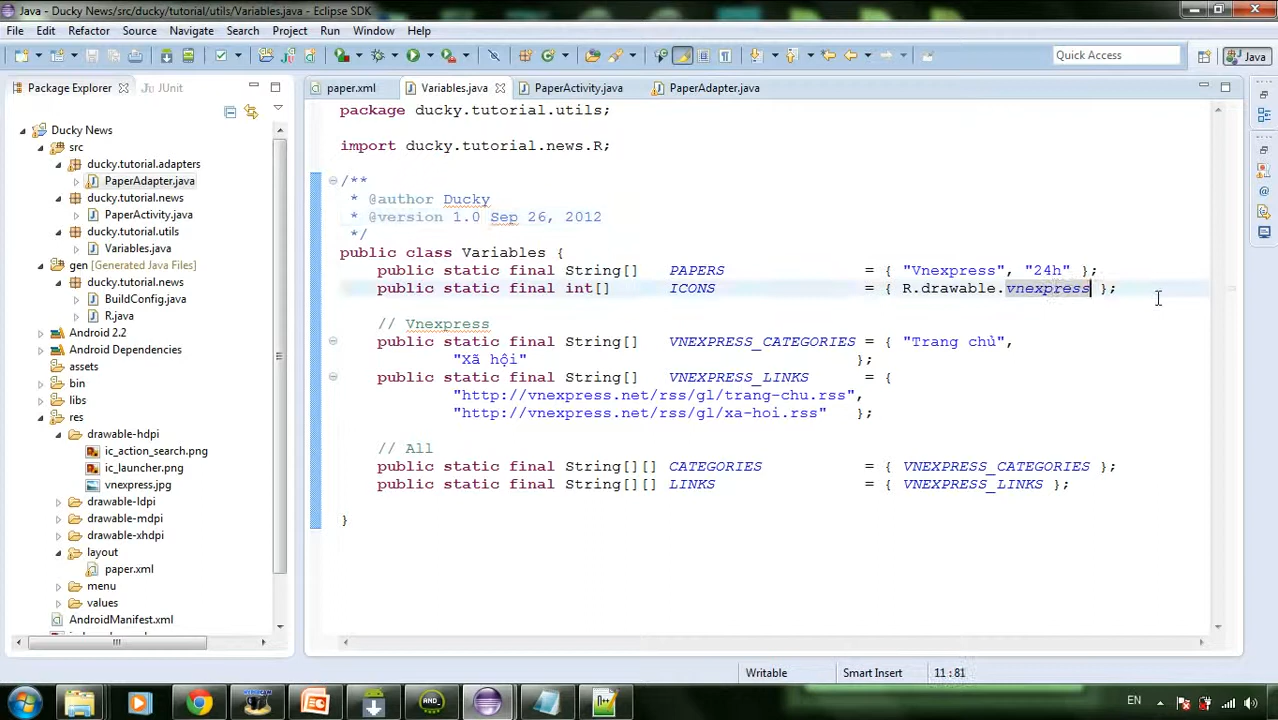 Java - Ducky News/src/ducky/tutorial/utils/Variables.java - Eclipse SDK
File Edit Refactor Source Navigate Search Project Run Window Help
Quick Access
Java
Package Explorer
JUnit
paper.xml
Variables.java
PaperActivity.java
PaperAdapter.java
Ducky News
src
ducky.tutorial.adapters
PaperAdapter.java
ducky.tutorial.news
PaperActivity.java
ducky.tutorial.utils
Variables.java
gen [Generated Java Files]
ducky.tutorial.news
BuildConfig.java
R.java
Android 2.2
Android Dependencies
assets
bin
libs
res
drawable-hdpi
ic_action_search.png
ic_launcher.png
vnexpress.jpg
drawable-ldpi
drawable-mdpi
drawable-xhdpi
layout
paper.xml
menu
values
AndroidManifest.xml
package ducky.tutorial.utils;
import ducky.tutorial.news.R;
/**
* @author Ducky
* @version 1.0 Sep 26, 2012
*/
public class Variables {
public static final String[] PAPERS = { "Vnexpress", "24h" };
public static final int[] ICONS = { R.drawable.vnexpress };
// Vnexpress
public static final String[] VNEXPRESS_CATEGORIES = { "Trang chủ",
"Xã hội" };
public static final String[] VNEXPRESS_LINKS = {
"http://vnexpress.net/rss/gl/trang-chu.rss",
"http://vnexpress.net/rss/gl/xa-hoi.rss" };
// All
public static final String[][] CATEGORIES = { VNEXPRESS_CATEGORIES };
public static final String[][] LINKS = { VNEXPRESS_LINKS };
}
Writable
Smart Insert
11:81
EN